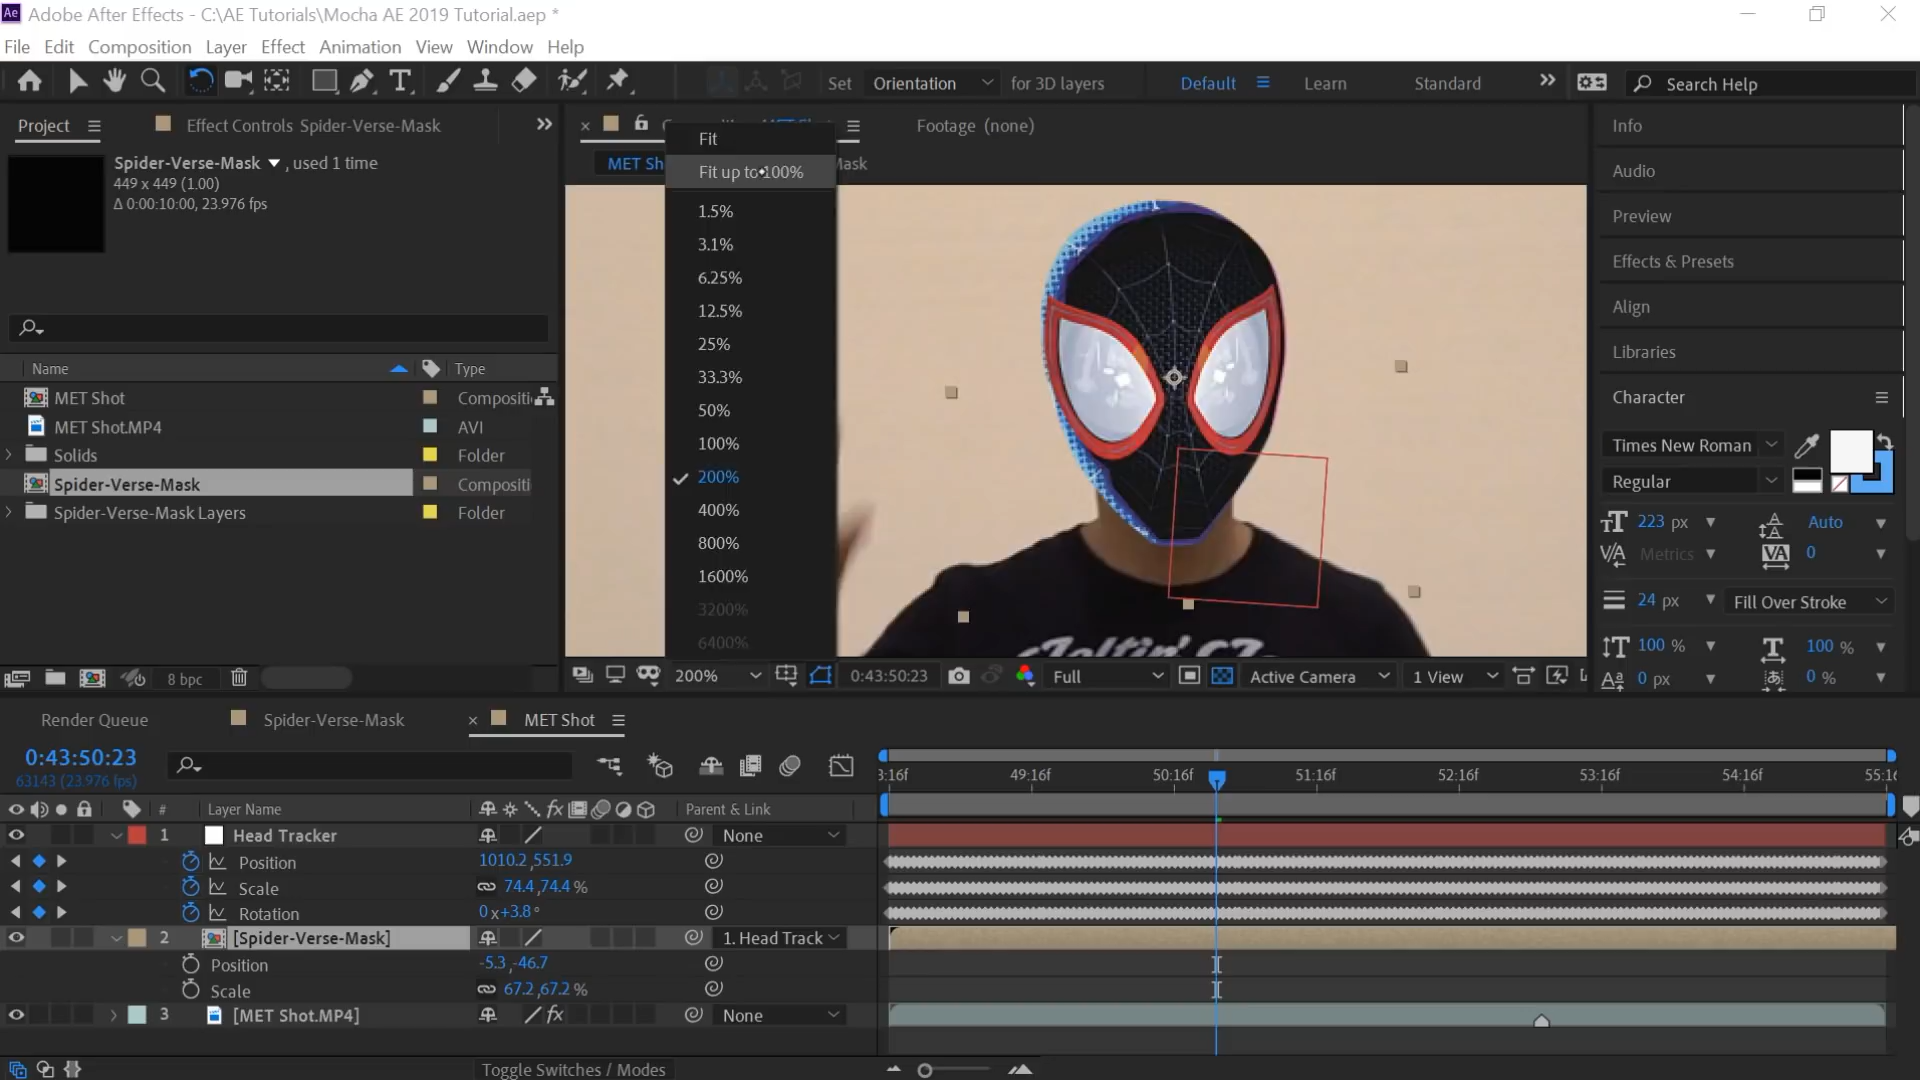 Adobe After Effects - C:\AE Tutorials\Mocha AE 2019 Tutorial.aep *
File Edit Composition Layer Effect Animation View Window Help
Set Orientation for 3D layers Default Learn Standard Search Help
Project Effect Controls Spider-Verse-Mask
Footage (none)
Spider-Verse-Mask , used 1 time
449 x 449 (1.00)
Δ 0:00:10:00, 23.976 fps
Name Type
MET Shot Compositi
MET Shot.MP4 AVI
Solids Folder
Spider-Verse-Mask Compositi
Spider-Verse-Mask Layers Folder
8 bpc
MET Sh
Mask
Fit
Fit up to 100%
1.5%
3.1%
6.25%
12.5%
25%
33.3%
50%
100%
200%
400%
800%
1600%
3200%
6400%
200% 0:43:50:23 Full Active Camera 1 View
Info
Audio
Preview
Effects & Presets
Align
Libraries
Character
Times New Roman
Regular
223 px Auto
Metrics 0
24 px Fill Over Stroke
100 % 100 %
0 px 0 %
Render Queue Spider-Verse-Mask MET Shot
0:43:50:23
63143 (23.976 fps)
3:16f 49:16f 50:16f 51:16f 52:16f 53:16f 54:16f 55:16
# Layer Name Parent & Link
1 Head Tracker None
Position 1010.2,551.9
Scale 74.4,74.4 %
Rotation 0 x+3.8 °
2 [Spider-Verse-Mask] 1. Head Track
Position -5.3,-46.7
Scale 67.2,67.2 %
3 [MET Shot.MP4] None
Toggle Switches / Modes